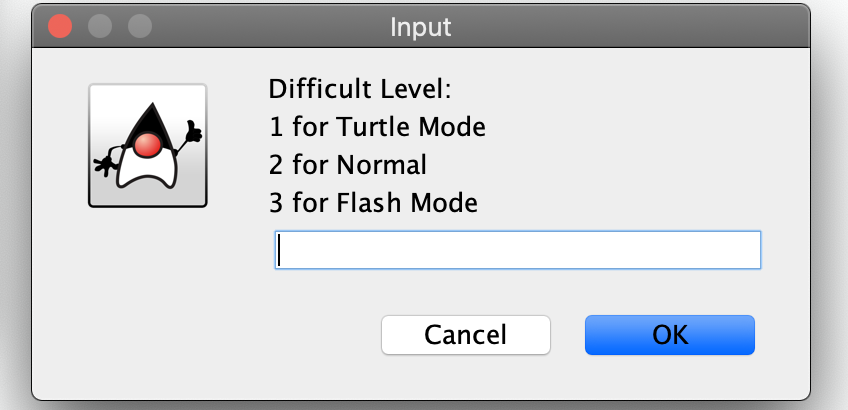 Input
Difficult Level:
1 for Turtle Mode
2 for Normal
3 for Flash Mode
Cancel
OK